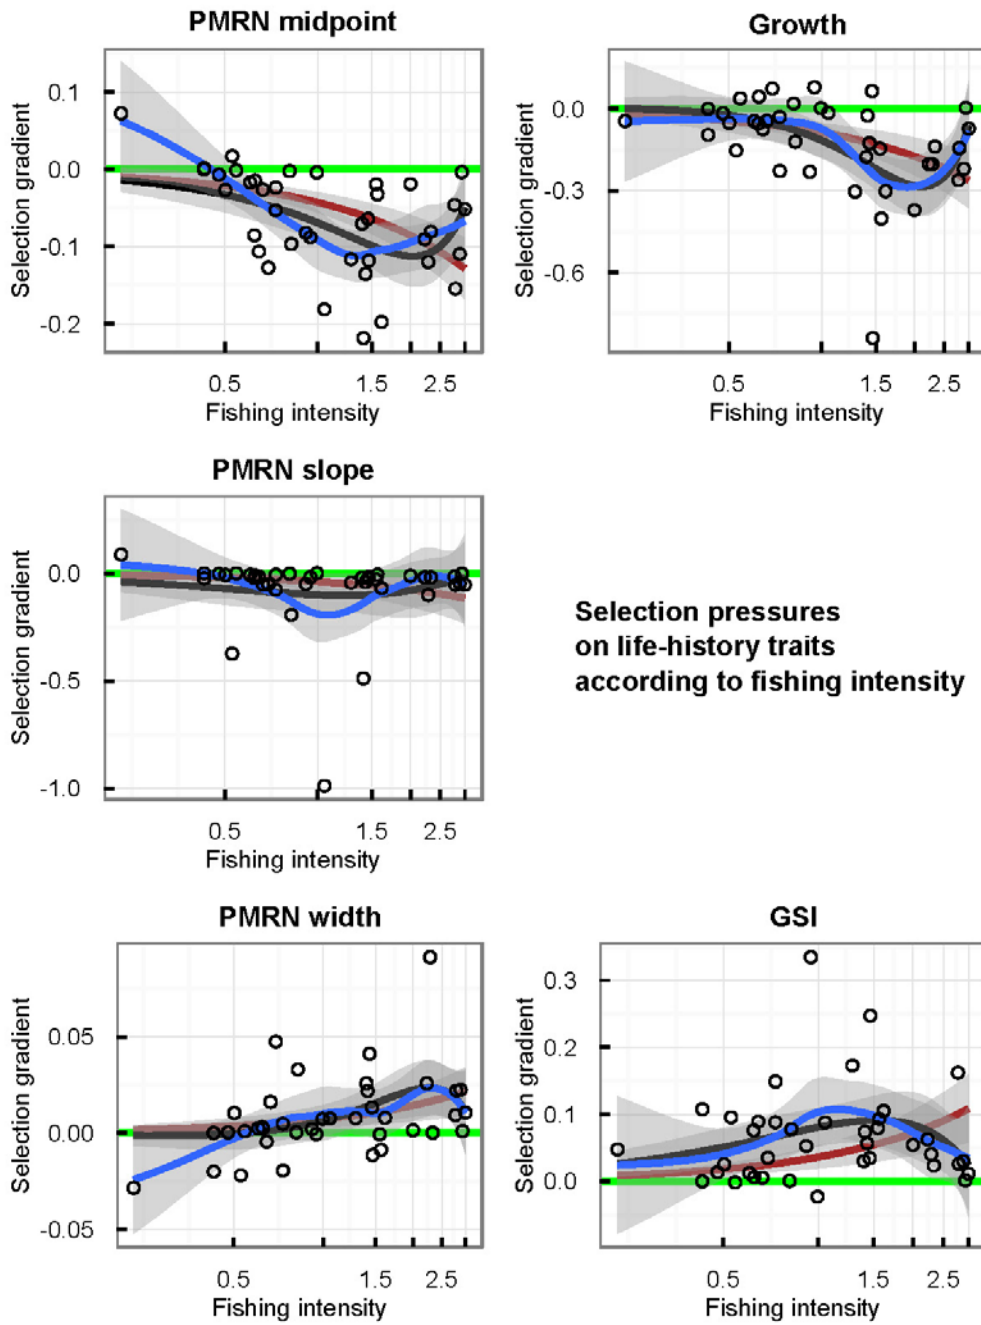 PMRN midpoint
Selection gradient
0.1
0.0
-0.1
-0.2
0.5
1.5
2.5
Fishing intensity
Growth
Selection gradient
0.0
-0.3
-0.6
0.5
1.5
2.5
Fishing intensity
PMRN slope
Selection gradient
0.0
-0.5
-1.0
0.5
1.5
2.5
Fishing intensity
Selection pressures
on life-history traits
according to fishing intensity
PMRN width
Selection gradient
0.05
0.00
-0.05
0.5
1.5
2.5
Fishing intensity
GSI
Selection gradient
0.3
0.2
0.1
0.0
0.5
1.5
2.5
Fishing intensity